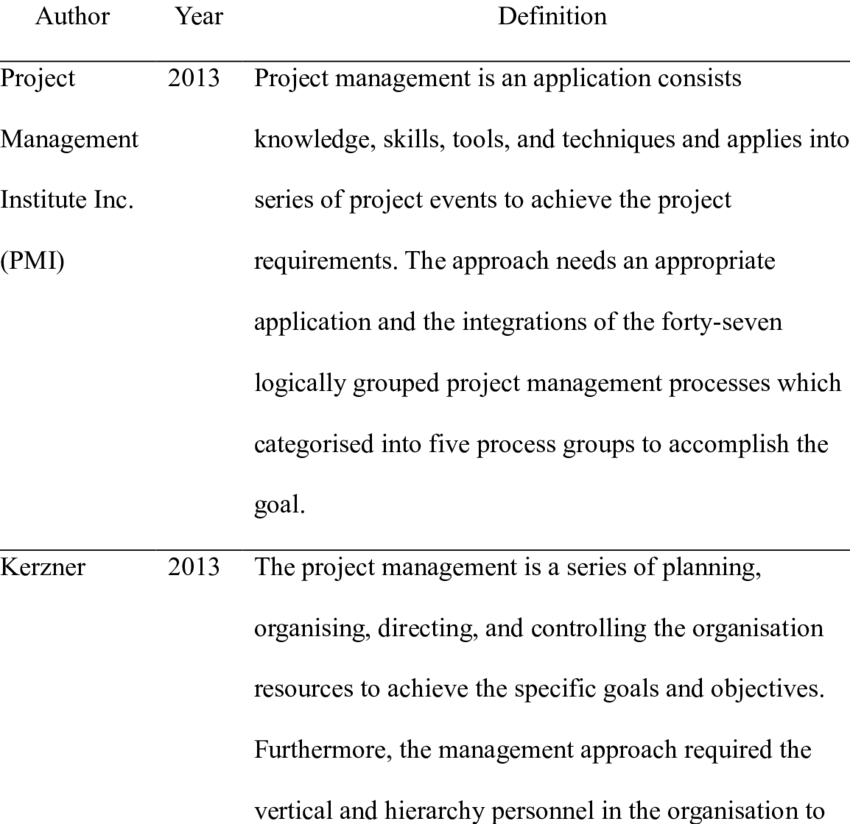 Author Year Definition
Project 2013 Project management is an application consists
Management knowledge, skills, tools, and techniques and applies into
Institute Inc. series of project events to achieve the project
(PMI) requirements. The approach needs an appropriate
application and the integrations of the forty-seven
logically grouped project management processes which
categorised into five process groups to accomplish the
goal.
Kerzner 2013 The project management is a series of planning,
organising, directing, and controlling the organisation
resources to achieve the specific goals and objectives.
Furthermore, the management approach required the
vertical and hierarchy personnel in the organisation to